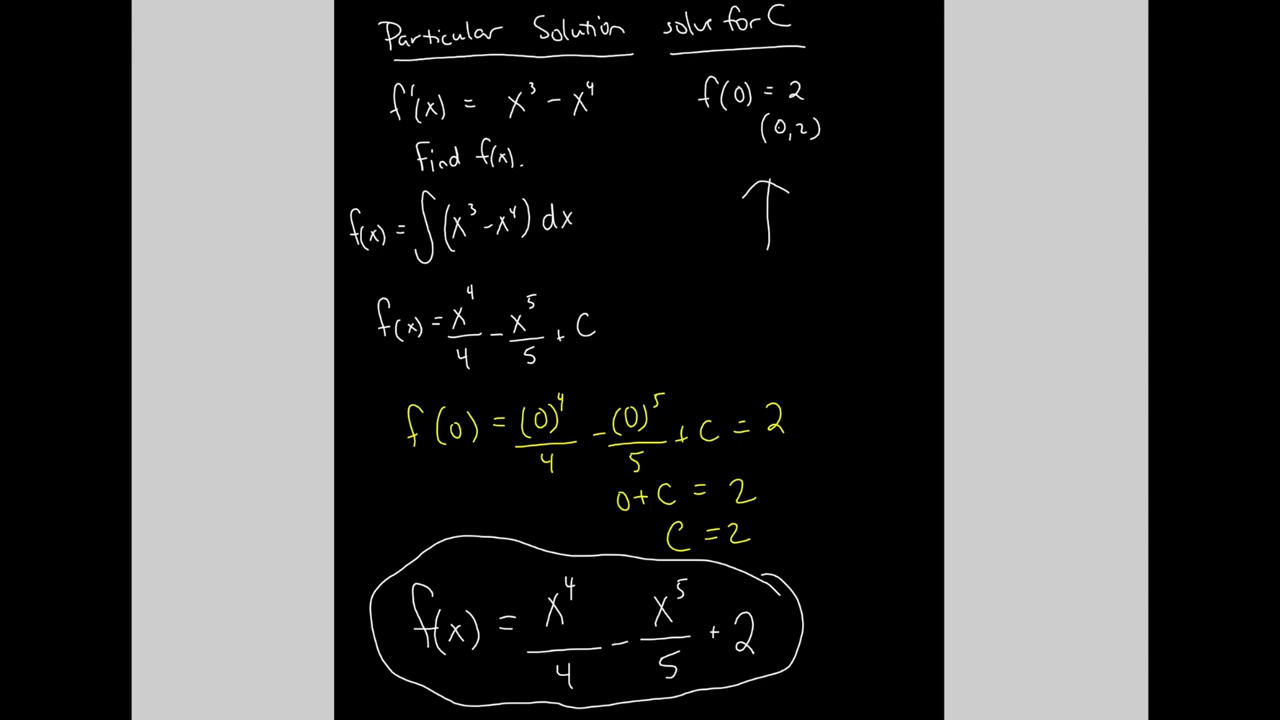 Particular Solution solve for C
f'(x) = x³ - x⁴ f(0) = 2
(0,2)
Find f(x).
f(x) = ∫(x³ - x⁴) dx
f(x) = x⁴/4 - x⁵/5 + C
f(0) = (0)⁴/4 - (0)⁵/5 + C = 2
0 + C = 2
C = 2
f(x) = x⁴/4 - x⁵/5 + 2